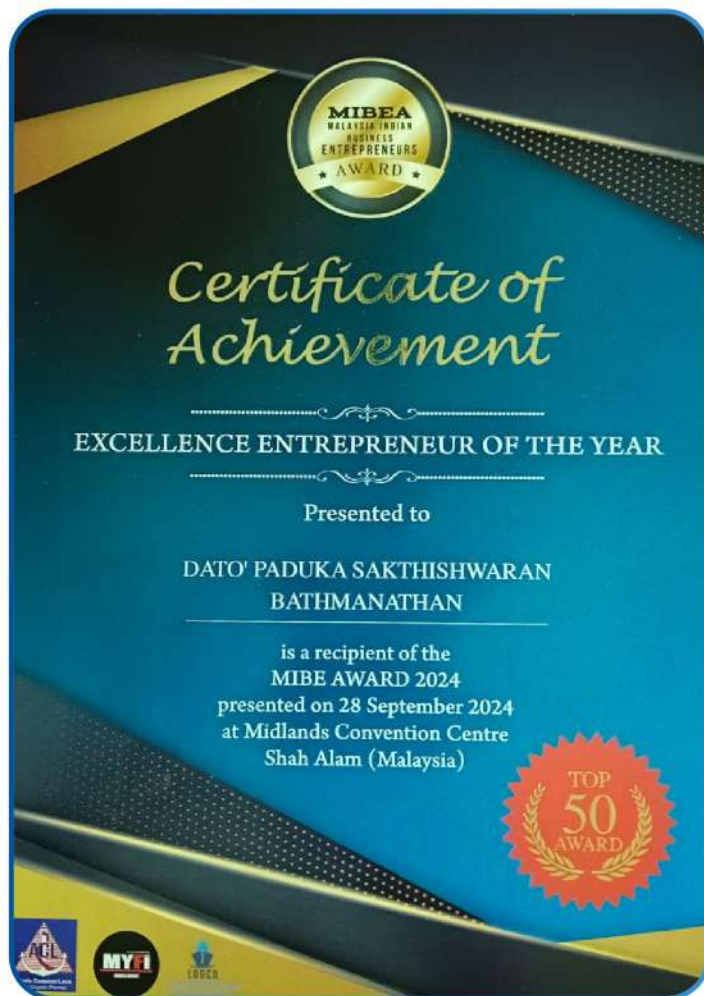 MIBEA
MALAYSIA INDIAN
BUSINESS
ENTREPRENEURS
AWARD
Certificate of
Achievement
EXCELLENCE ENTREPRENEUR OF THE YEAR
Presented to
DATO' PADUKA SAKTHISHWARAN
BATHMANATHAN
is a recipient of the
MIBE AWARD 2024
presented on 28 September 2024
at Midlands Convention Centre
Shah Alam (Malaysia)
TOP
50
AWARD
ACL
MYFI
LOGCO